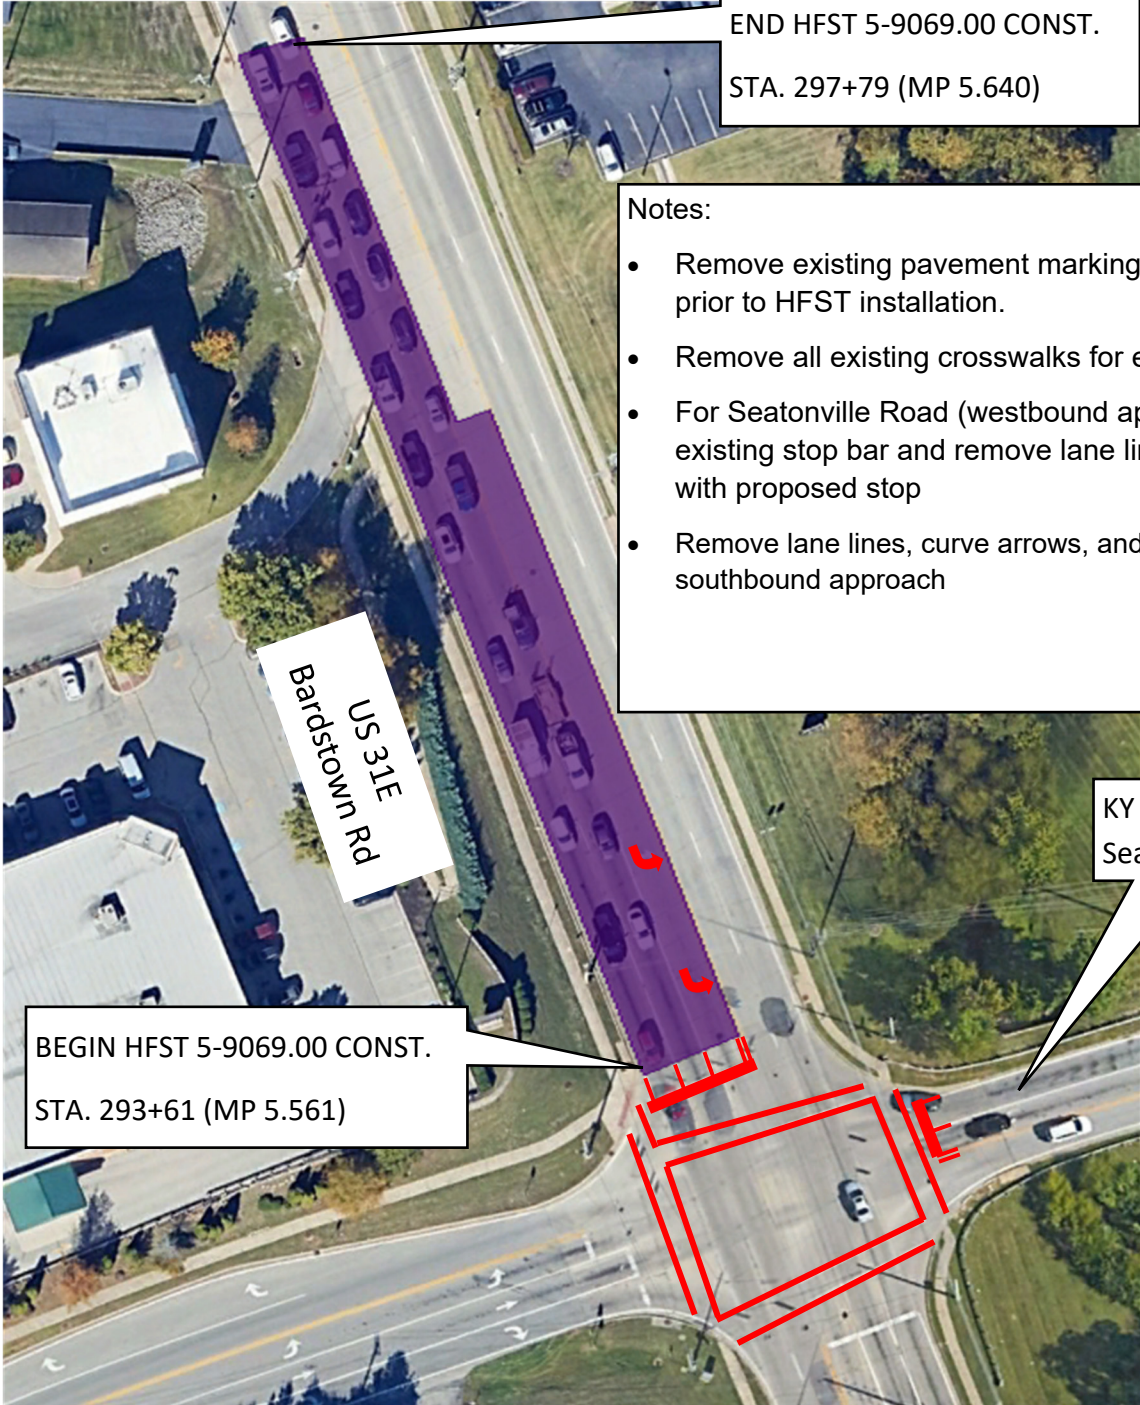 END HFST 5-9069.00 CONST.
STA. 297+79 (MP 5.640)
Notes:
• Remove existing pavement marking
prior to HFST installation.
• Remove all existing crosswalks for e
• For Seatonville Road (westbound ap
existing stop bar and remove lane lin
with proposed stop
• Remove lane lines, curve arrows, and
southbound approach
US 31E
Bardstown Rd
KY
Sea
BEGIN HFST 5-9069.00 CONST.
STA. 293+61 (MP 5.561)